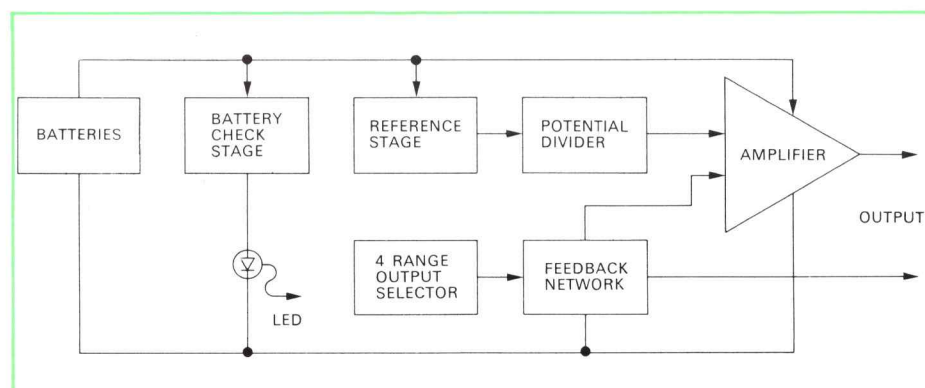 BATTERIES
BATTERY
CHECK
STAGE
REFERENCE
STAGE
POTENTIAL
DIVIDER
AMPLIFIER
OUTPUT
4 RANGE
OUTPUT
SELECTOR
FEEDBACK
NETWORK
LED